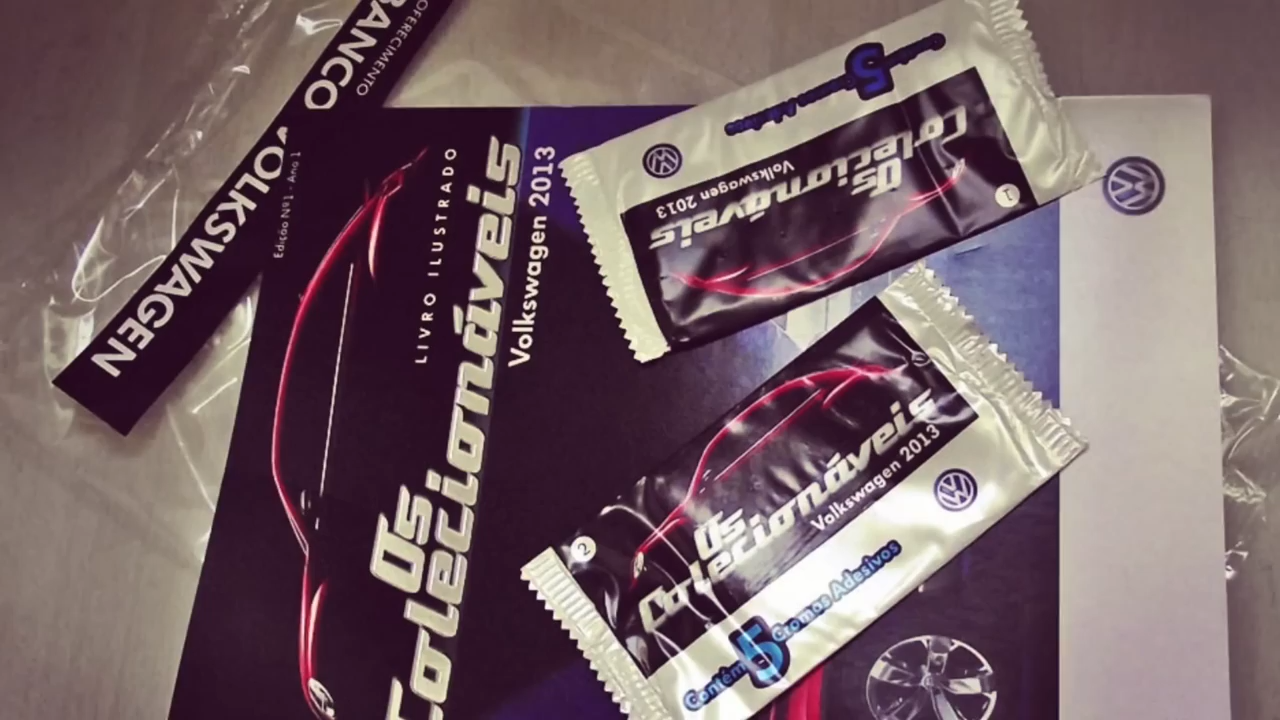 OFERECIMENTO
BANCO
VOLKSWAGEN
Edição Nº1 - Ano 1
LIVRO ILUSTRADO
Os
Colecionáveis
Volkswagen 2013
Contém 5 Cromos Adesivos
Os
Colecionáveis
Volkswagen 2013
1
2
Os
Colecionáveis
Volkswagen 2013
Contém 5 Cromos Adesivos